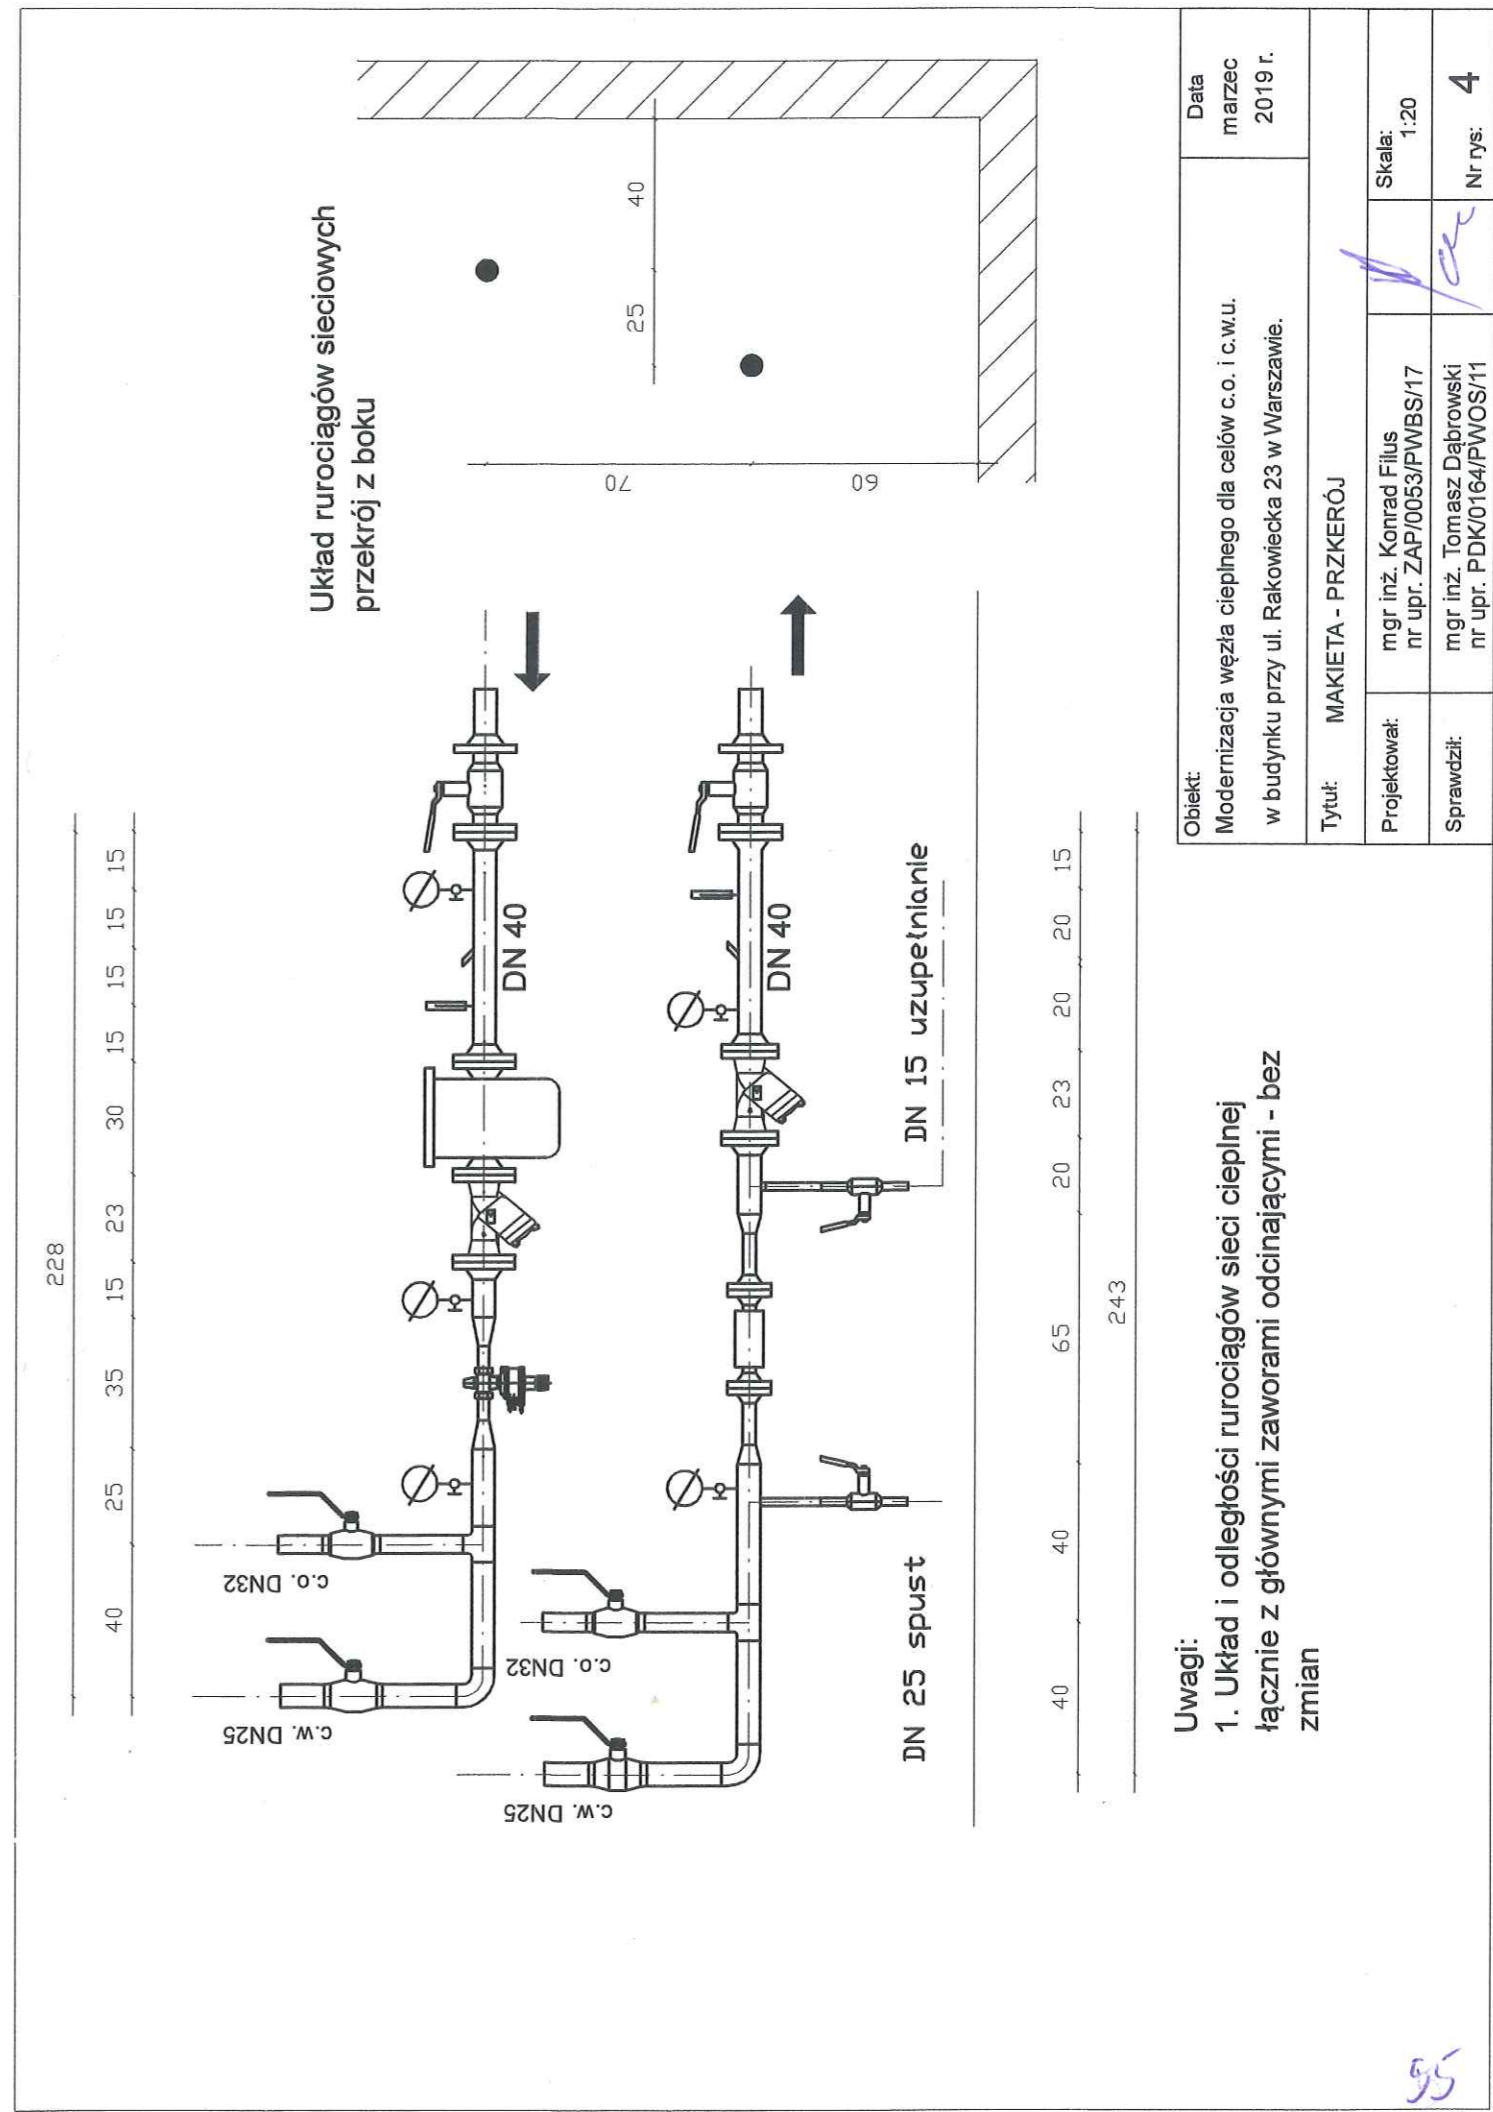 228
40
25
35
15
23
30
15
15
15
15
c.w. DN25
c.o. DN32
DN 40
Układ rurociągów sieciowych
przekrój z boku
c.w. DN25
c.o. DN32
DN 40
DN 25 spust
DN 15 uzupełnianie
70
60
25
40
40
40
65
20
23
20
20
15
243
Uwagi:
1. Układ i odległości rurociągów sieci cieplnej
łącznie z głównymi zaworami odcinającymi - bez
zmian
Obiekt:
Modernizacja węzła cieplnego dla celów c.o. i c.w.u.
w budynku przy ul. Rakowiecka 23 w Warszawie.
Data
marzec
2019 r.
Tytuł: MAKIETA - PRZKERÓJ
Projektował:
mgr inż. Konrad Filus
nr upr. ZAP/0053/PWBS/17
Skala:
1:20
Sprawdził:
mgr inż. Tomasz Dąbrowski
nr upr. PDK/0164/PWOS/11
Nr rys: 4
95